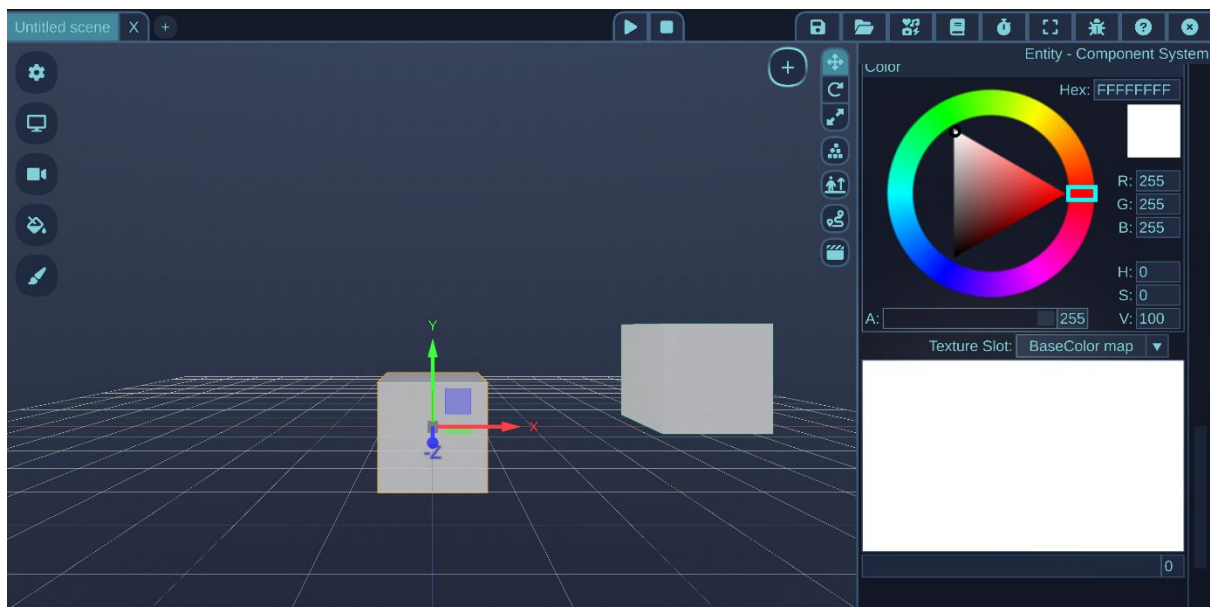 Untitled scene X +
Entity - Component System
Color
Hex: FFFFFFFF
R: 255
G: 255
B: 255
H: 0
S: 0
A: 255 V: 100
Texture Slot: BaseColor map
0
Y
X
-Z